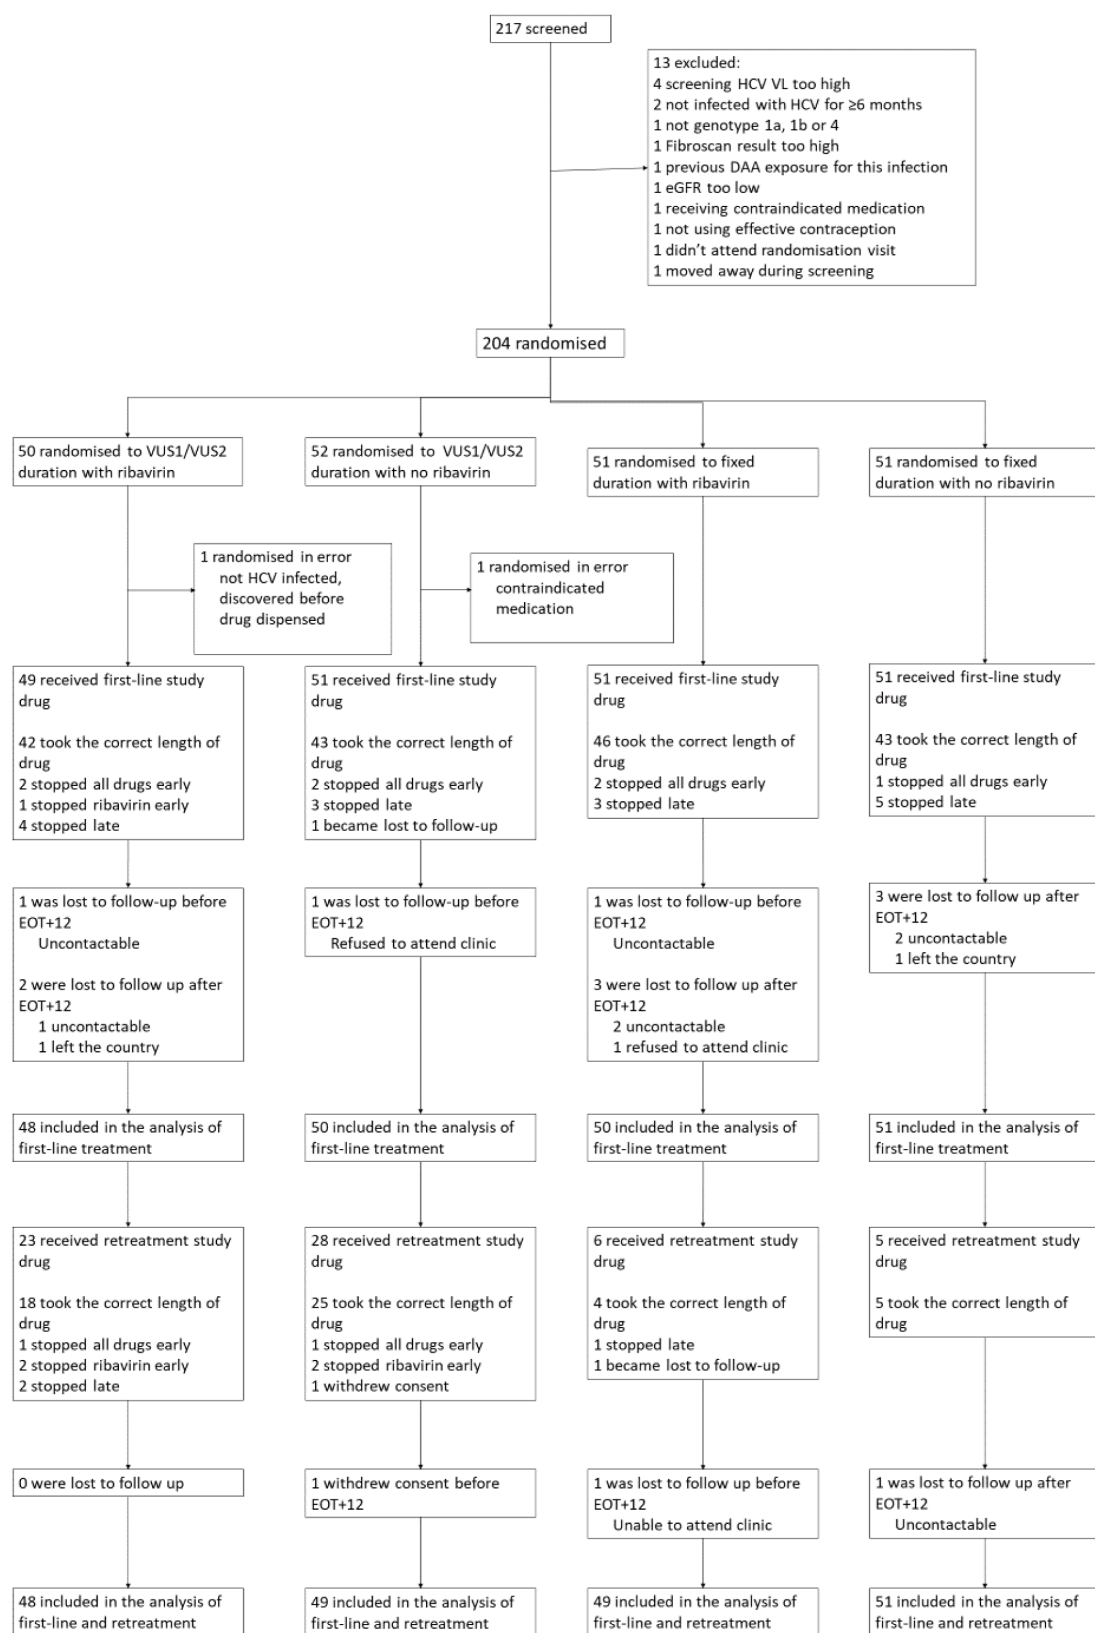 217 screened
13 excluded:
4 screening HCV VL too high
2 not infected with HCV for ≥6 months
1 not genotype 1a, 1b or 4
1 Fibroscan result too high
1 previous DAA exposure for this infection
1 eGFR too low
1 receiving contraindicated medication
1 not using effective contraception
1 didn't attend randomisation visit
1 moved away during screening
204 randomised
50 randomised to VUS1/VUS2
duration with ribavirin
52 randomised to VUS1/VUS2
duration with no ribavirin
51 randomised to fixed
duration with ribavirin
51 randomised to fixed
duration with no ribavirin
1 randomised in error
not HCV infected,
discovered before
drug dispensed
1 randomised in error
contraindicated
medication
49 received first-line study
drug
42 took the correct length of
drug
2 stopped all drugs early
1 stopped ribavirin early
4 stopped late
51 received first-line study
drug
43 took the correct length of
drug
2 stopped all drugs early
3 stopped late
1 became lost to follow-up
51 received first-line study
drug
46 took the correct length of
drug
2 stopped all drugs early
3 stopped late
51 received first-line study
drug
43 took the correct length of
drug
1 stopped all drugs early
5 stopped late
1 was lost to follow-up before
EOT+12
Uncontactable
2 were lost to follow up after
EOT+12
1 uncontactable
1 left the country
1 was lost to follow-up before
EOT+12
Refused to attend clinic
1 was lost to follow-up before
EOT+12
Uncontactable
3 were lost to follow up after
EOT+12
2 uncontactable
1 refused to attend clinic
3 were lost to follow up after
EOT+12
2 uncontactable
1 left the country
48 included in the analysis of
first-line treatment
50 included in the analysis of
first-line treatment
50 included in the analysis of
first-line treatment
51 included in the analysis of
first-line treatment
23 received retreatment study
drug
18 took the correct length of
drug
1 stopped all drugs early
2 stopped ribavirin early
2 stopped late
28 received retreatment study
drug
25 took the correct length of
drug
1 stopped all drugs early
2 stopped ribavirin early
1 withdrew consent
6 received retreatment study
drug
4 took the correct length of
drug
1 stopped late
1 became lost to follow-up
5 received retreatment study
drug
5 took the correct length of
drug
0 were lost to follow up
1 withdrew consent before
EOT+12
1 was lost to follow up before
EOT+12
Unable to attend clinic
1 was lost to follow up after
EOT+12
Uncontactable
48 included in the analysis of
first-line and retreatment
49 included in the analysis of
first-line and retreatment
49 included in the analysis of
first-line and retreatment
51 included in the analysis of
first-line and retreatment